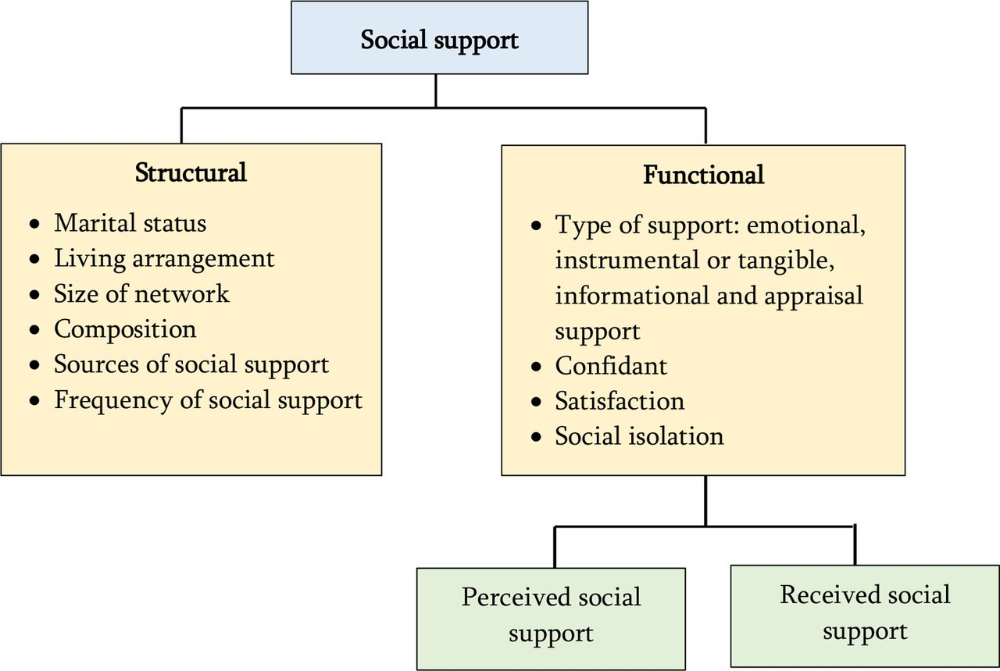 Social support
Structural
• Marital status
• Living arrangement
• Size of network
• Composition
• Sources of social support
• Frequency of social support
Functional
• Type of support: emotional,
instrumental or tangible,
informational and appraisal
support
• Confidant
• Satisfaction
• Social isolation
Perceived social
support
Received social
support